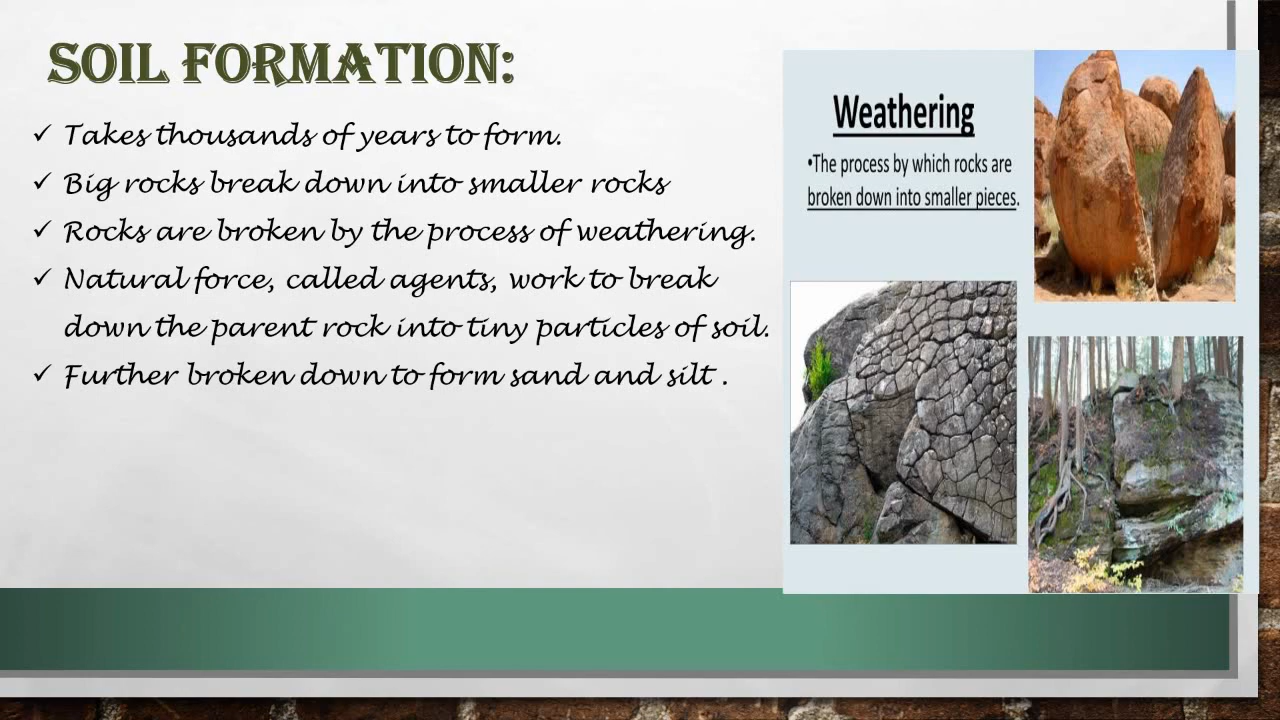 SOIL FORMATION:
✓ Takes thousands of years to form.
✓ Big rocks break down into smaller rocks
✓ Rocks are broken by the process of weathering.
✓ Natural force, called agents, work to break
down the parent rock into tiny particles of soil.
✓ Further broken down to form sand and silt .
Weathering
•The process by which rocks are
broken down into smaller pieces.